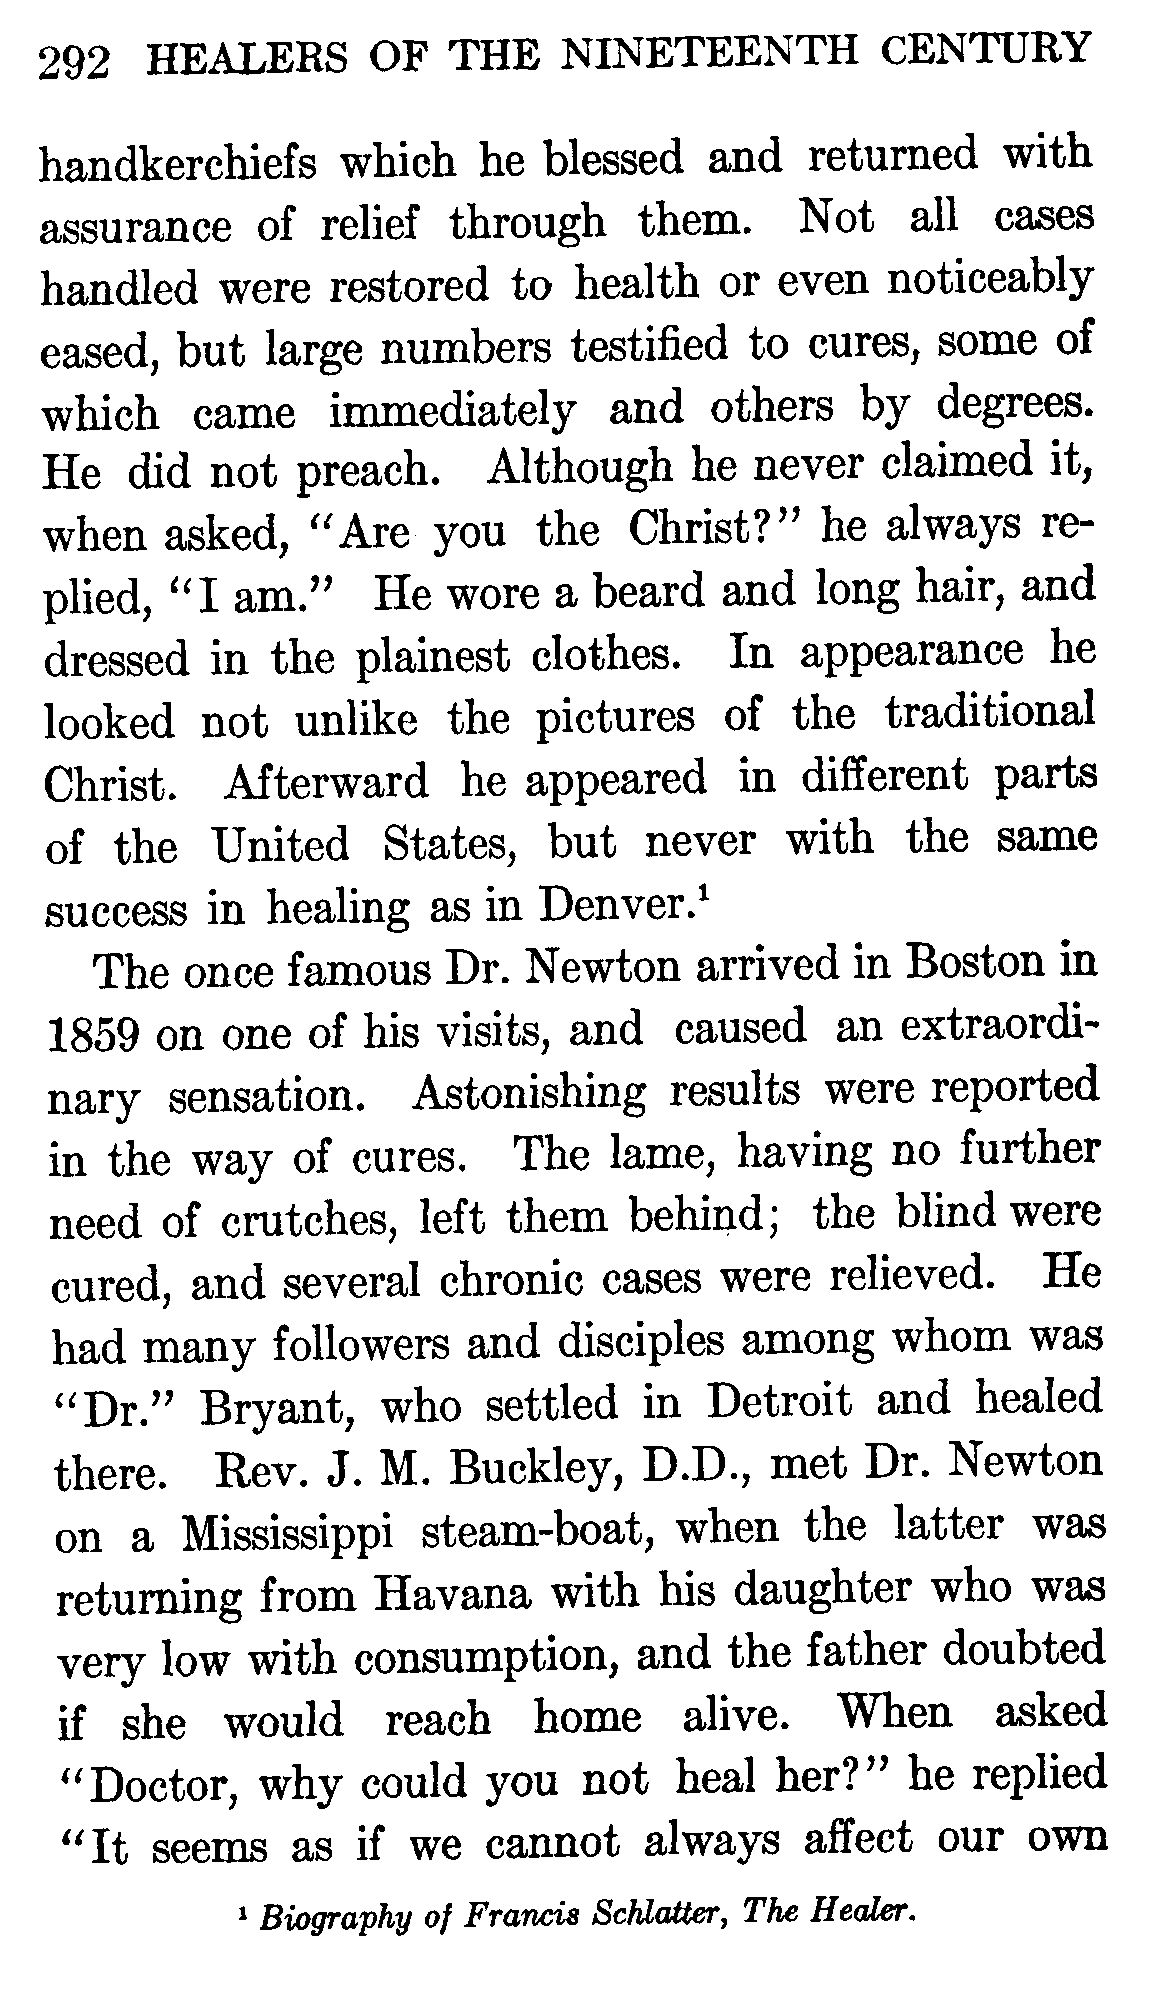 292 HEALERS OF THE NINETEENTH CENTURY
handkerchiefs which he blessed and returned with
assurance of relief through them. Not all cases
handled were restored to health or even noticeably
eased, but large numbers testified to cures, some of
which came immediately and others by degrees.
He did not preach. Although he never claimed it,
when asked, "Are you the Christ?" he always re-
plied, "I am." He wore a beard and long hair, and
dressed in the plainest clothes. In appearance he
looked not unlike the pictures of the traditional
Christ. Afterward he appeared in different parts
of the United States, but never with the same
success in healing as in Denver.¹
The once famous Dr. Newton arrived in Boston in
1859 on one of his visits, and caused an extraordi-
nary sensation. Astonishing results were reported
in the way of cures. The lame, having no further
need of crutches, left them behind; the blind were
cured, and several chronic cases were relieved. He
had many followers and disciples among whom was
"Dr." Bryant, who settled in Detroit and healed
there. Rev. J. M. Buckley, D.D., met Dr. Newton
on a Mississippi steam-boat, when the latter was
returning from Havana with his daughter who was
very low with consumption, and the father doubted
if she would reach home alive. When asked
"Doctor, why could you not heal her?" he replied
"It seems as if we cannot always affect our own
¹ Biography of Francis Schlatter, The Healer.